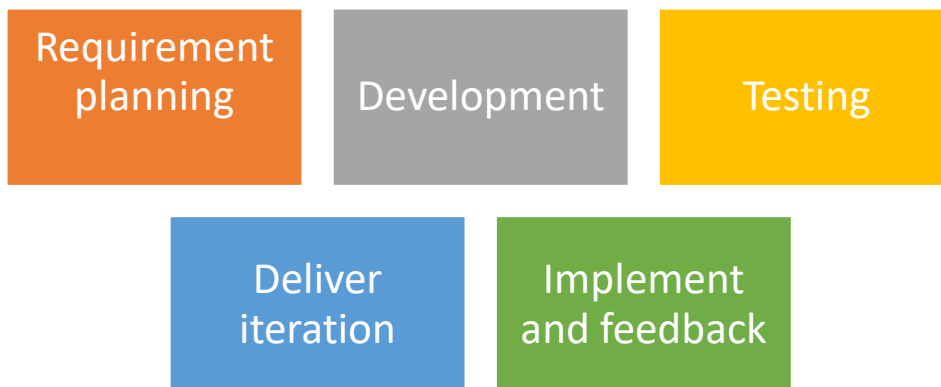 Requirement
planning
Development
Testing
Deliver
iteration
Implement
and feedback